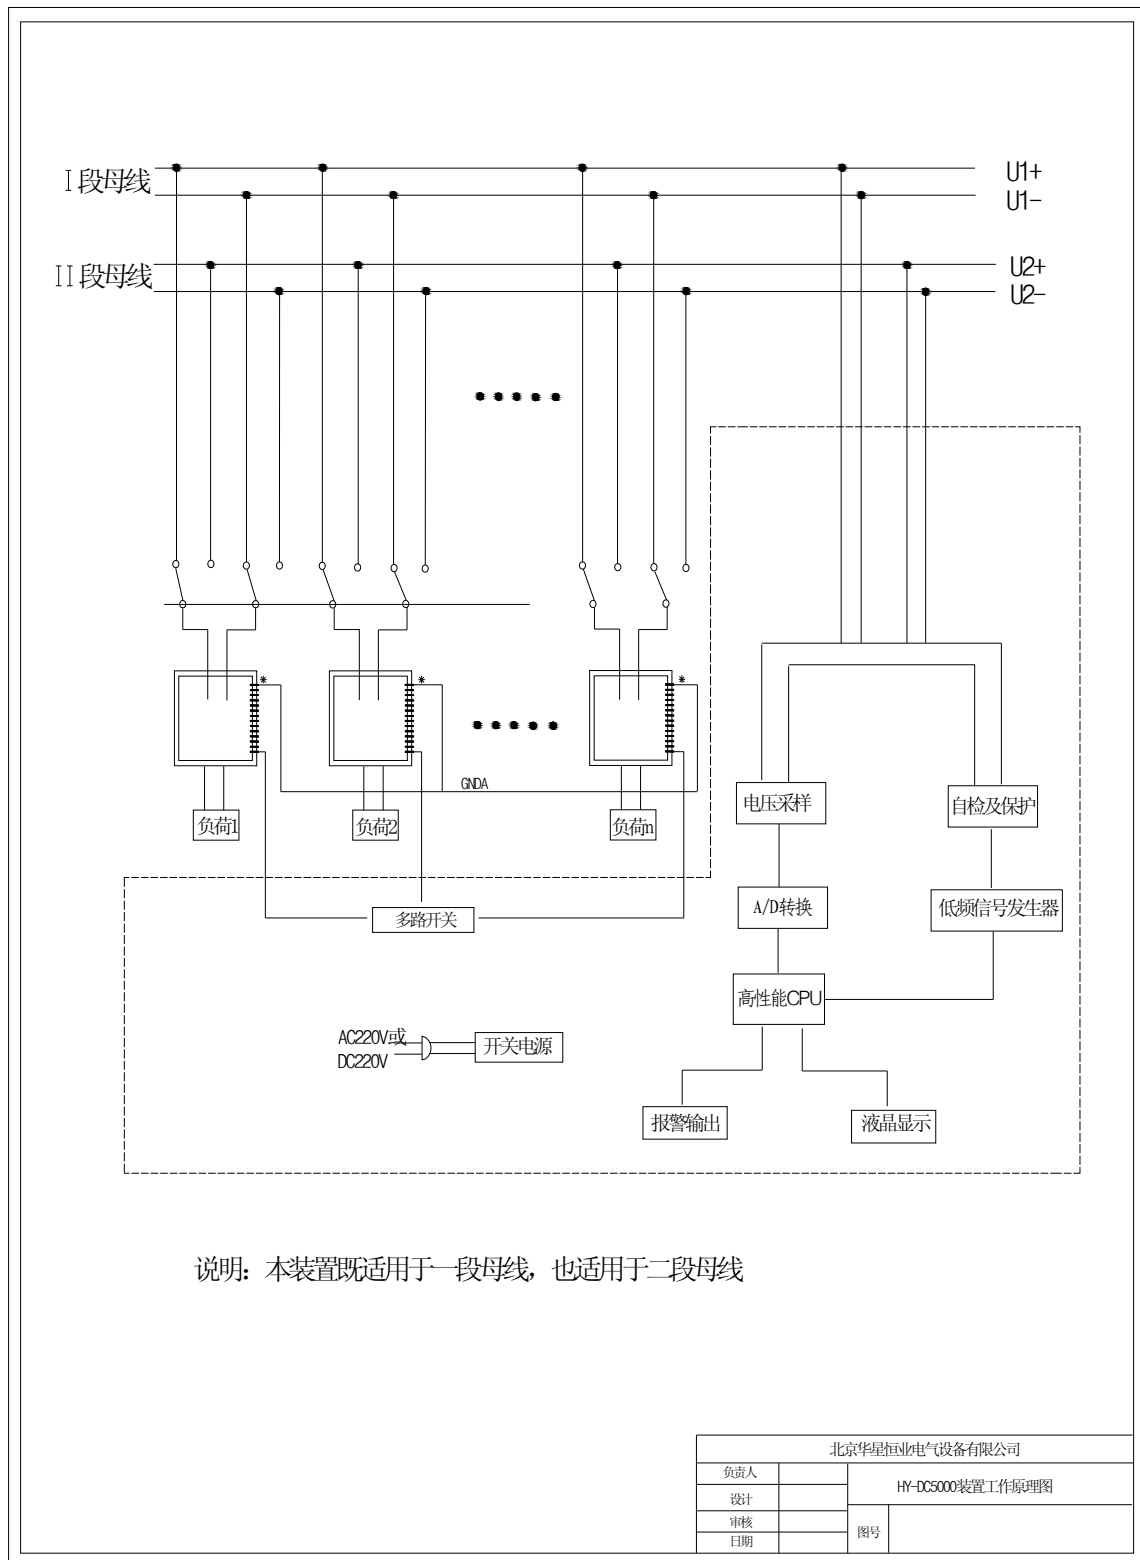 I段母线
U1+
U1-
II段母线
U2+
U2-
*
*
*
GNDA
负荷1
负荷2
负荷n
电压采样
自检及保护
多路开关
A/D转换
低频信号发生器
高性能CPU
AC220V或
DC220V
开关电源
报警输出
液晶显示
说明：本装置既适用于一段母线，也适用于二段母线
北京华星恒业电气设备有限公司
负责人
HY-DC5000装置工作原理图
设计
审核
图号
日期